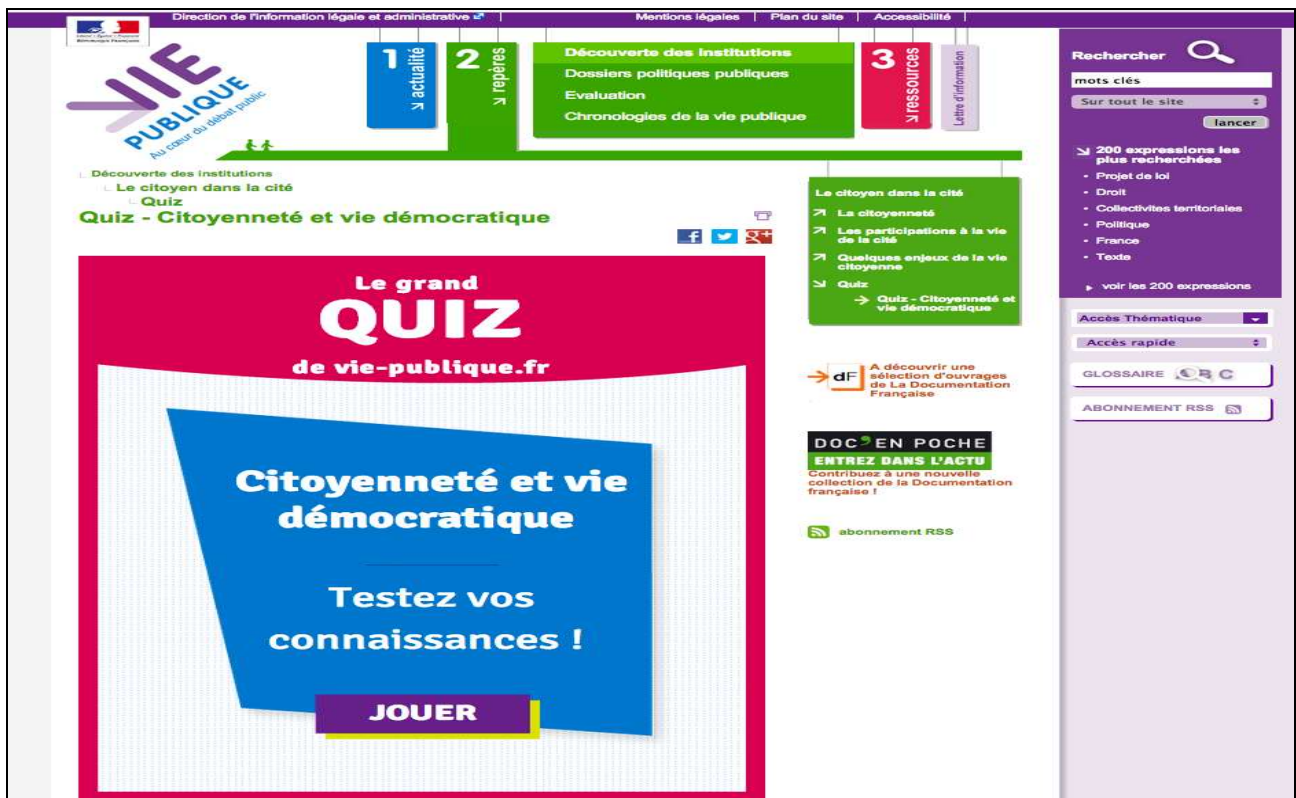 Direction de l'information légale et administrative
Mentions légales | Plan du site | Accessibilité |
RÉPUBLIQUE FRANÇAISE
VIE
PUBLIQUE
Au cœur du débat public
1 actualité
2 repères
Découverte des institutions
Dossiers politiques publiques
Evaluation
Chronologies de la vie publique
3 ressources
Lettre d'information
Rechercher
mots clés
Sur tout le site
lancer
200 expressions les
plus recherchées
Projet de loi
Droit
Collectivites territoriales
Politique
France
Texte
voir les 200 expressions
Accès Thématique
Accès rapide
GLOSSAIRE A B C
ABONNEMENT RSS
Découverte des institutions
Le citoyen dans la cité
Quiz
Quiz - Citoyenneté et vie démocratique
Le grand
QUIZ
de vie-publique.fr
Citoyenneté et vie
démocratique
Testez vos
connaissances !
JOUER
Le citoyen dans la cité
La citoyenneté
Les participations à la vie
de la cité
Quelques enjeux de la vie
citoyenne
Quiz
Quiz - Citoyenneté et
vie démocratique
dF
A découvrir une
sélection d'ouvrages
de La Documentation
Française
DOC'EN POCHE
ENTREZ DANS L'ACTU
Contribuez à une nouvelle
collection de la Documentation
française !
abonnement RSS